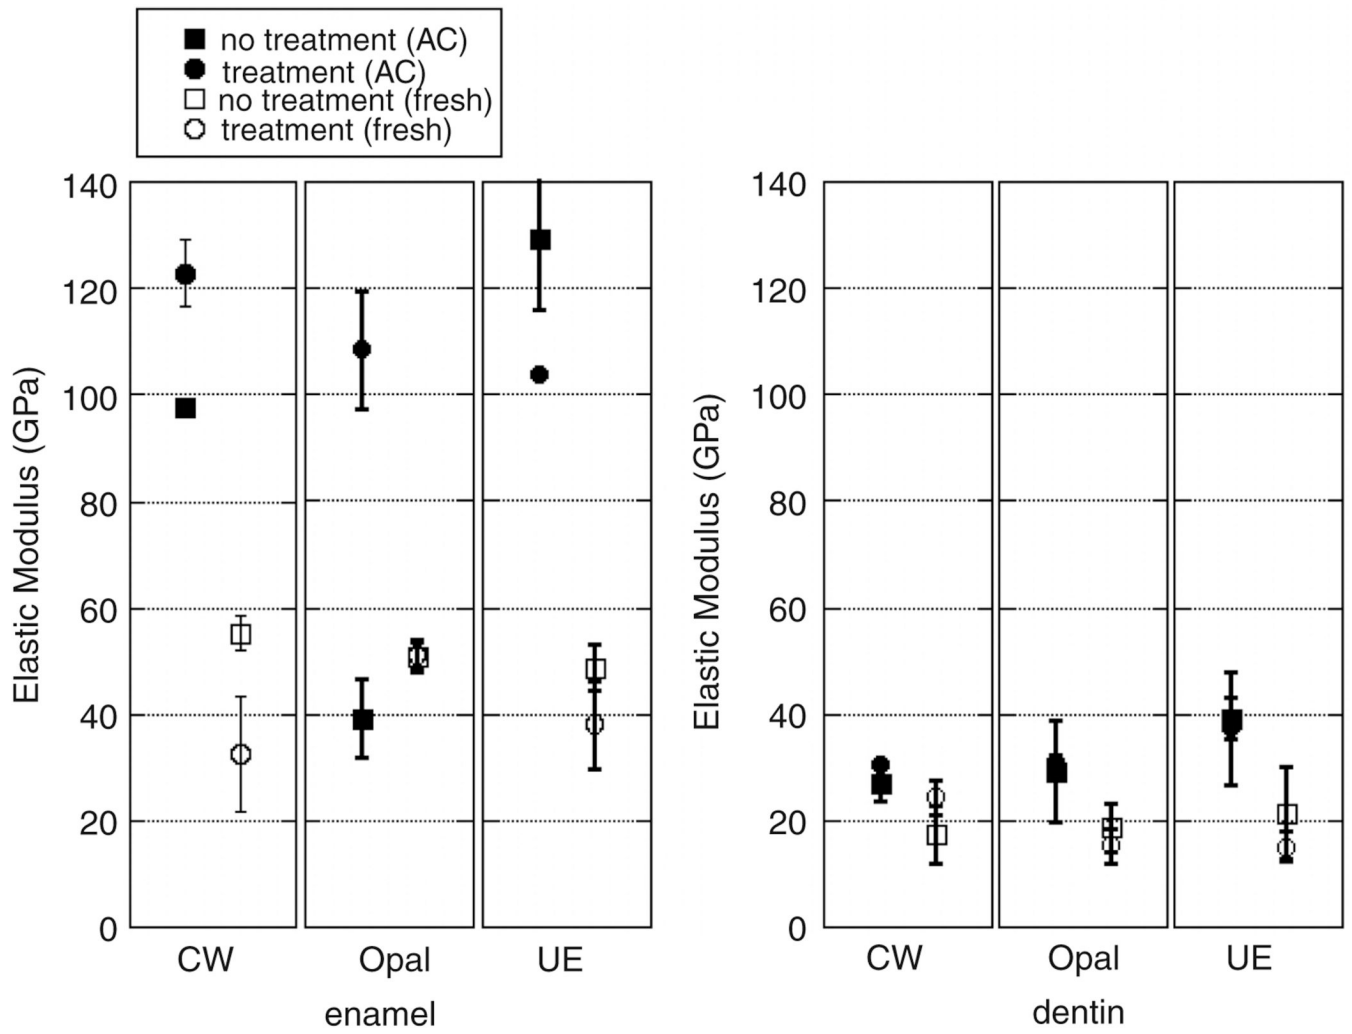 no treatment (AC)
treatment (AC)
no treatment (fresh)
treatment (fresh)
Elastic Modulus (GPa)
140
120
100
80
60
40
20
0
CW
Opal
UE
enamel
Elastic Modulus (GPa)
140
120
100
80
60
40
20
0
CW
Opal
UE
dentin